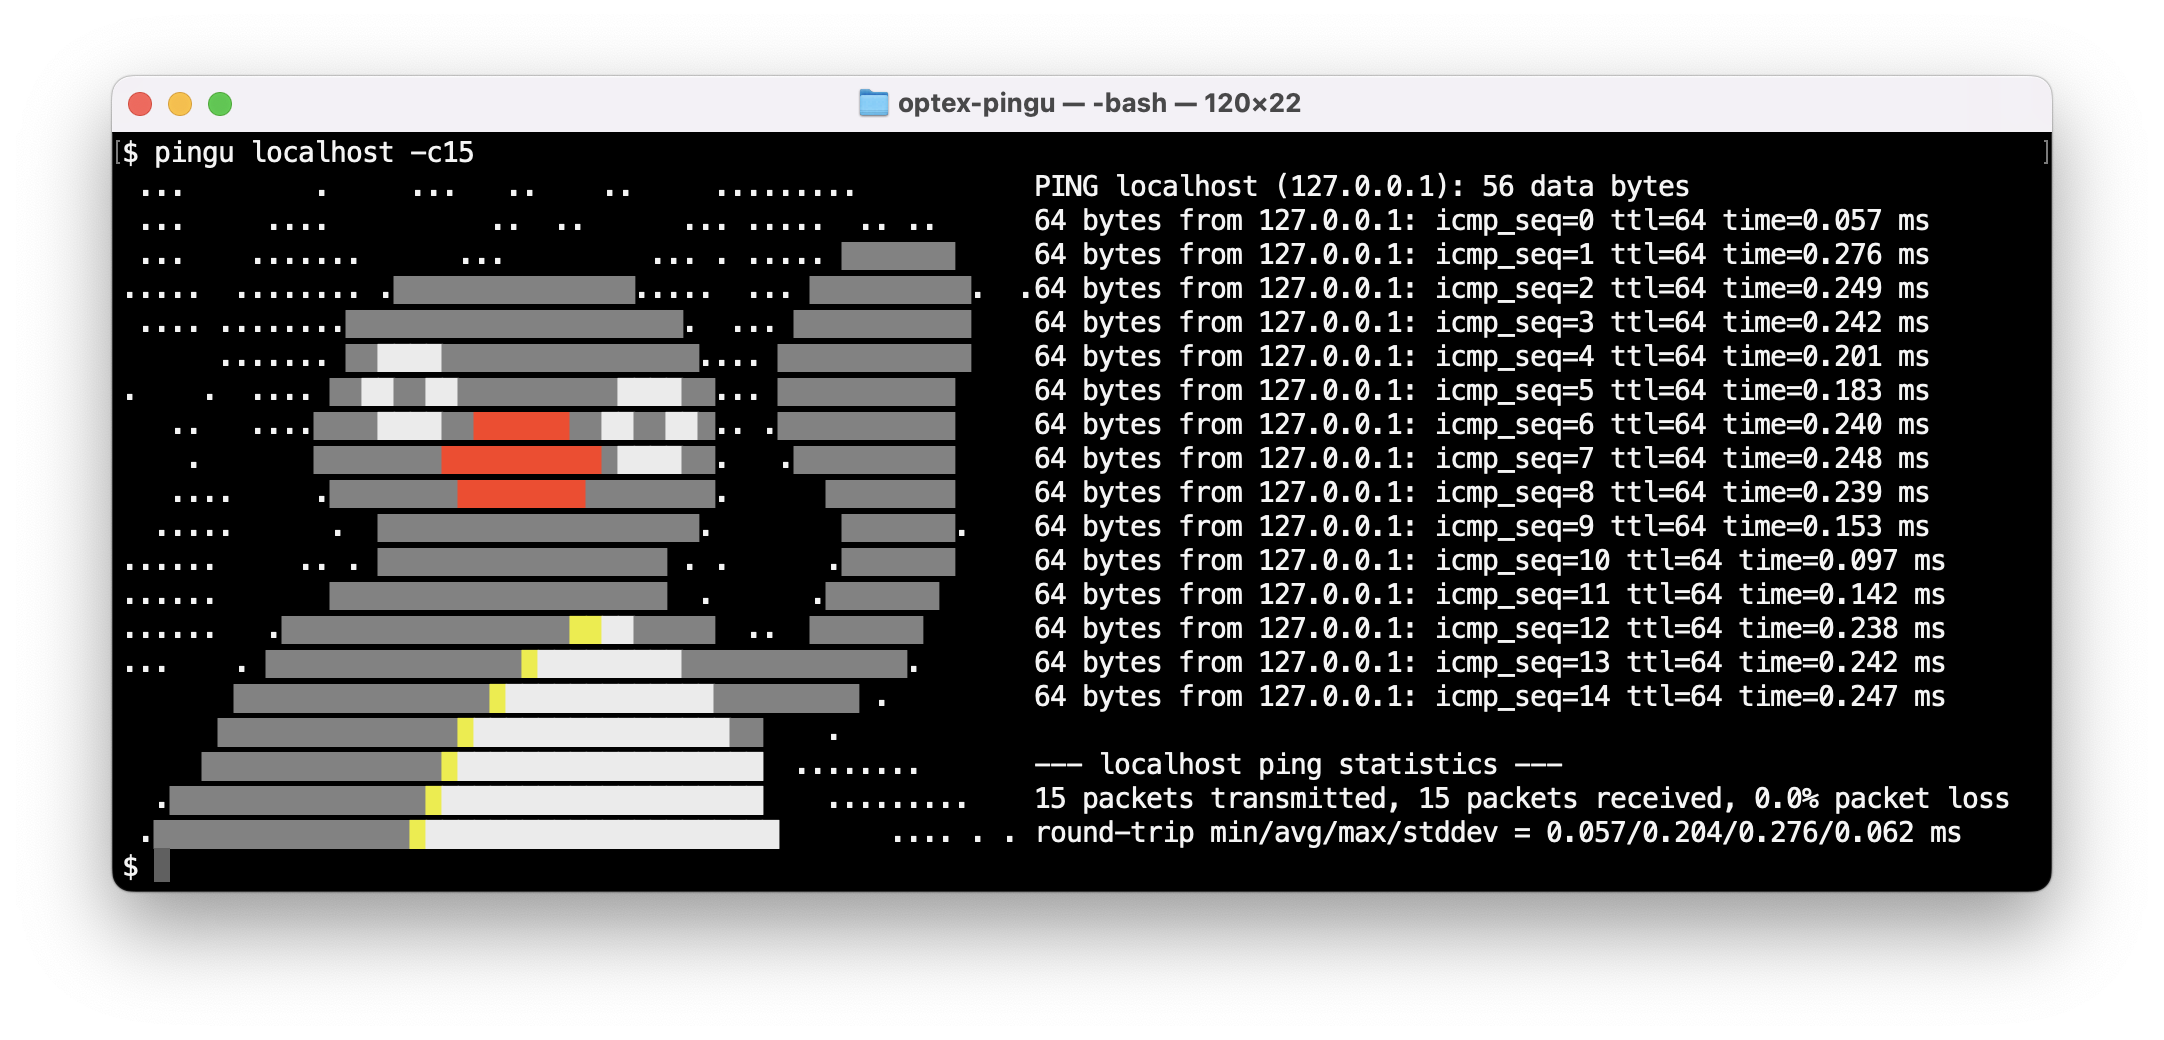 optex-pingu — -bash — 120×22
$ pingu localhost -c15
PING localhost (127.0.0.1): 56 data bytes
64 bytes from 127.0.0.1: icmp_seq=0 ttl=64 time=0.057 ms
64 bytes from 127.0.0.1: icmp_seq=1 ttl=64 time=0.276 ms
64 bytes from 127.0.0.1: icmp_seq=2 ttl=64 time=0.249 ms
64 bytes from 127.0.0.1: icmp_seq=3 ttl=64 time=0.242 ms
64 bytes from 127.0.0.1: icmp_seq=4 ttl=64 time=0.201 ms
64 bytes from 127.0.0.1: icmp_seq=5 ttl=64 time=0.183 ms
64 bytes from 127.0.0.1: icmp_seq=6 ttl=64 time=0.240 ms
64 bytes from 127.0.0.1: icmp_seq=7 ttl=64 time=0.248 ms
64 bytes from 127.0.0.1: icmp_seq=8 ttl=64 time=0.239 ms
64 bytes from 127.0.0.1: icmp_seq=9 ttl=64 time=0.153 ms
64 bytes from 127.0.0.1: icmp_seq=10 ttl=64 time=0.097 ms
64 bytes from 127.0.0.1: icmp_seq=11 ttl=64 time=0.142 ms
64 bytes from 127.0.0.1: icmp_seq=12 ttl=64 time=0.238 ms
64 bytes from 127.0.0.1: icmp_seq=13 ttl=64 time=0.242 ms
64 bytes from 127.0.0.1: icmp_seq=14 ttl=64 time=0.247 ms
--- localhost ping statistics ---
15 packets transmitted, 15 packets received, 0.0% packet loss
round-trip min/avg/max/stddev = 0.057/0.204/0.276/0.062 ms
$